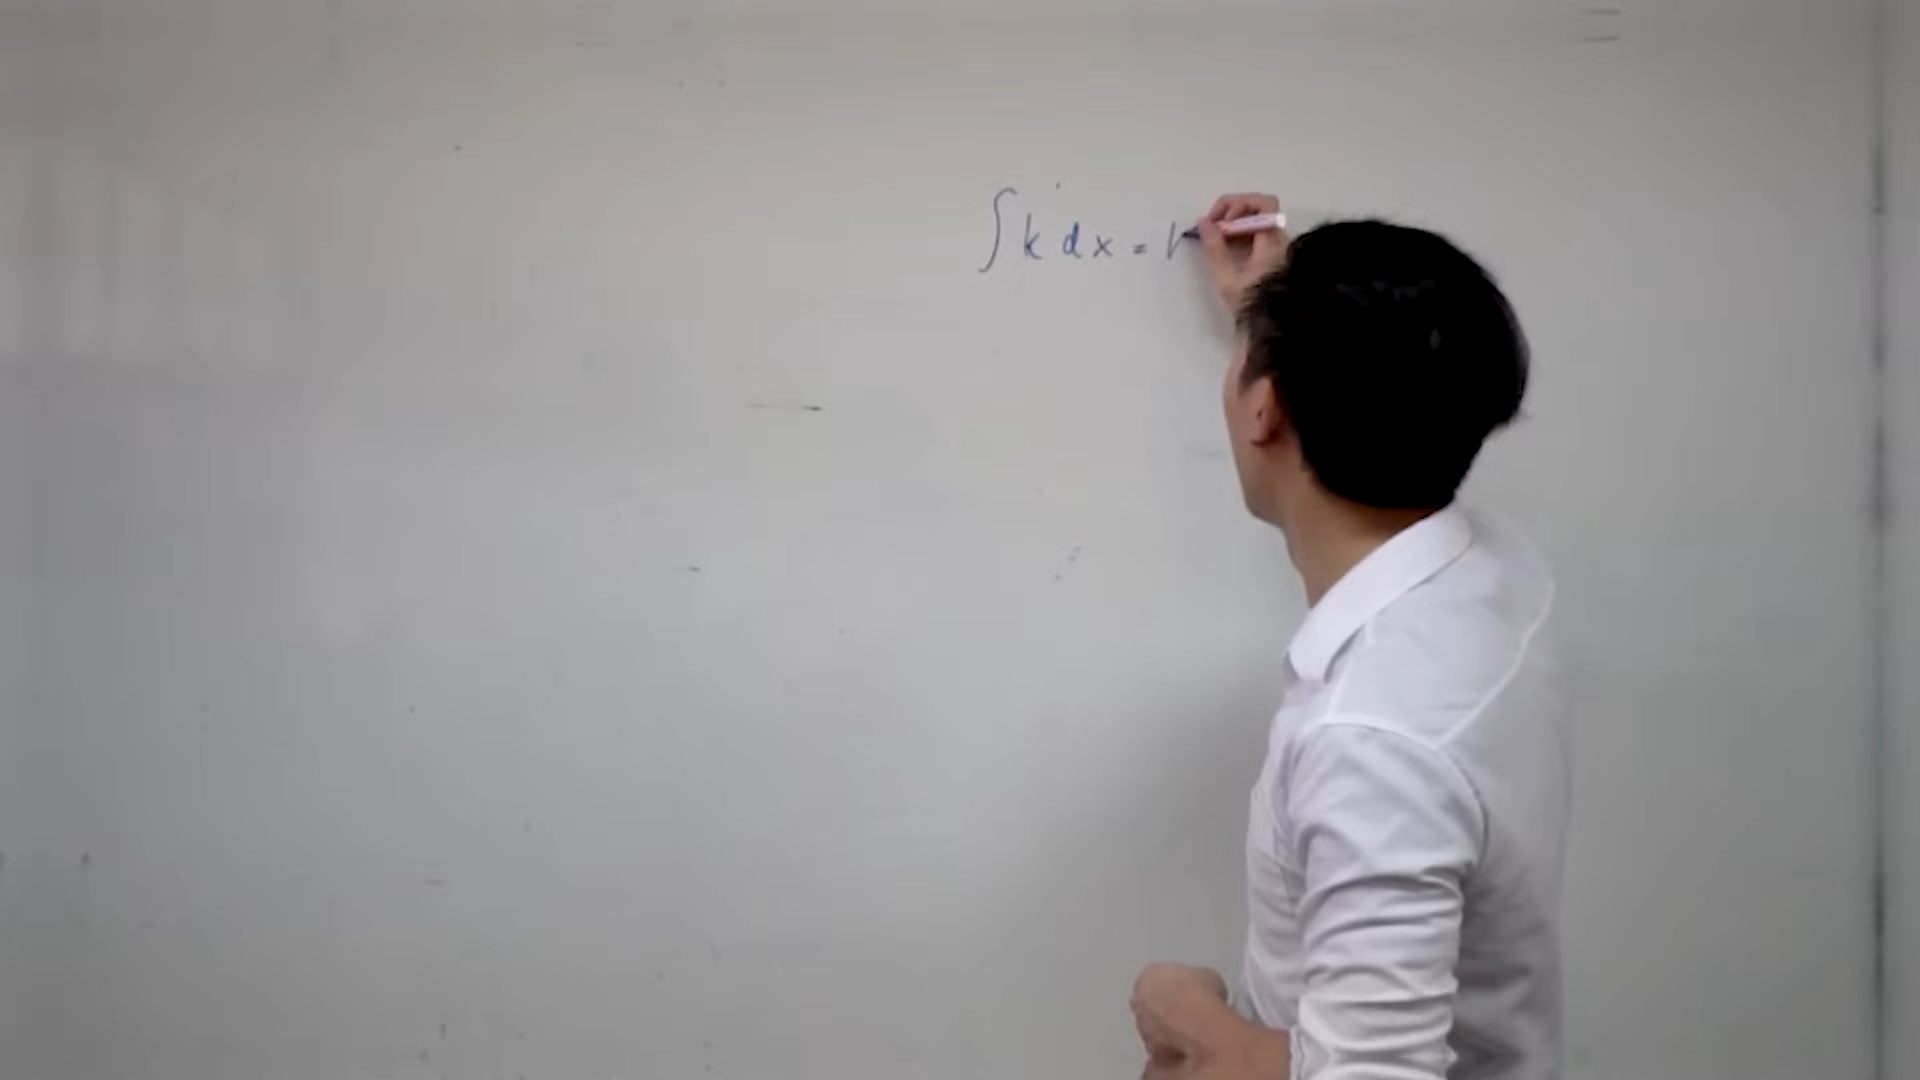 ∫ k dx = k